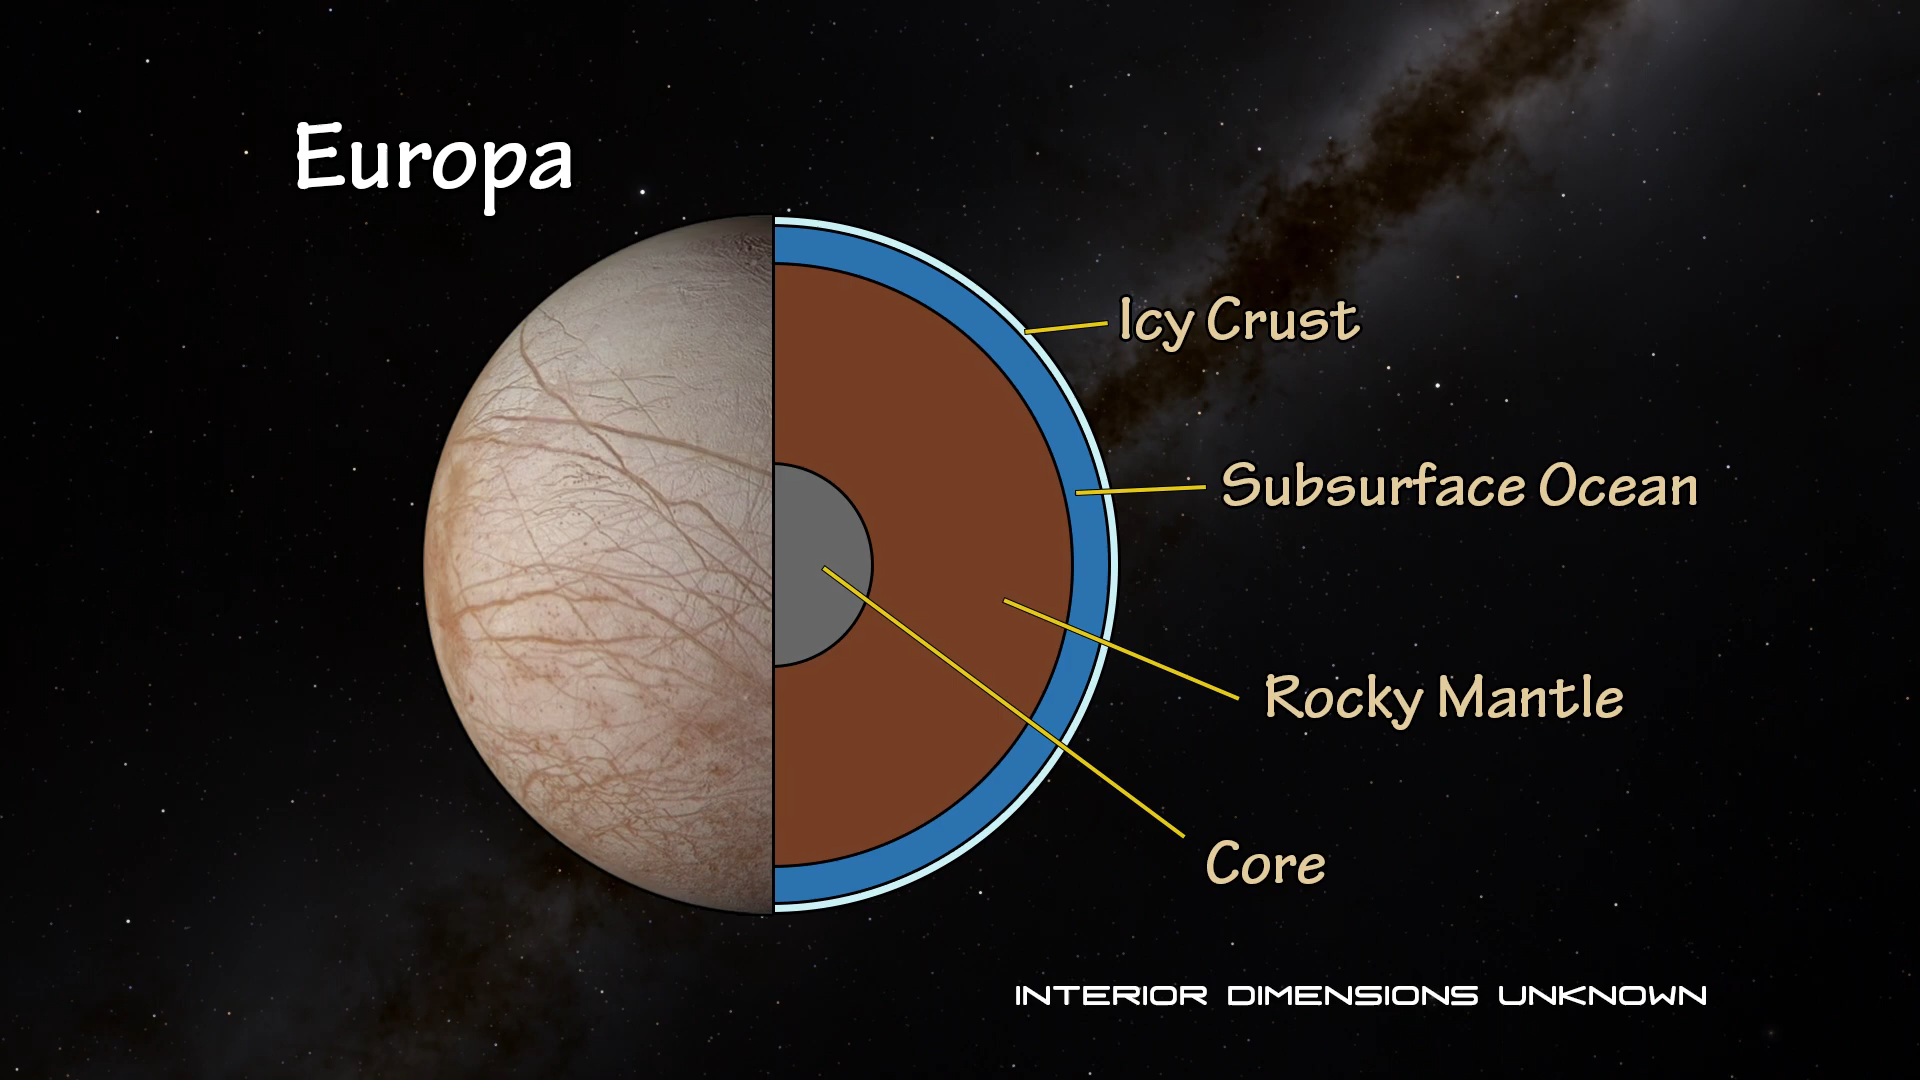 Europa
Icy Crust
Subsurface Ocean
Rocky Mantle
Core
INTERIOR DIMENSIONS UNKNOWN